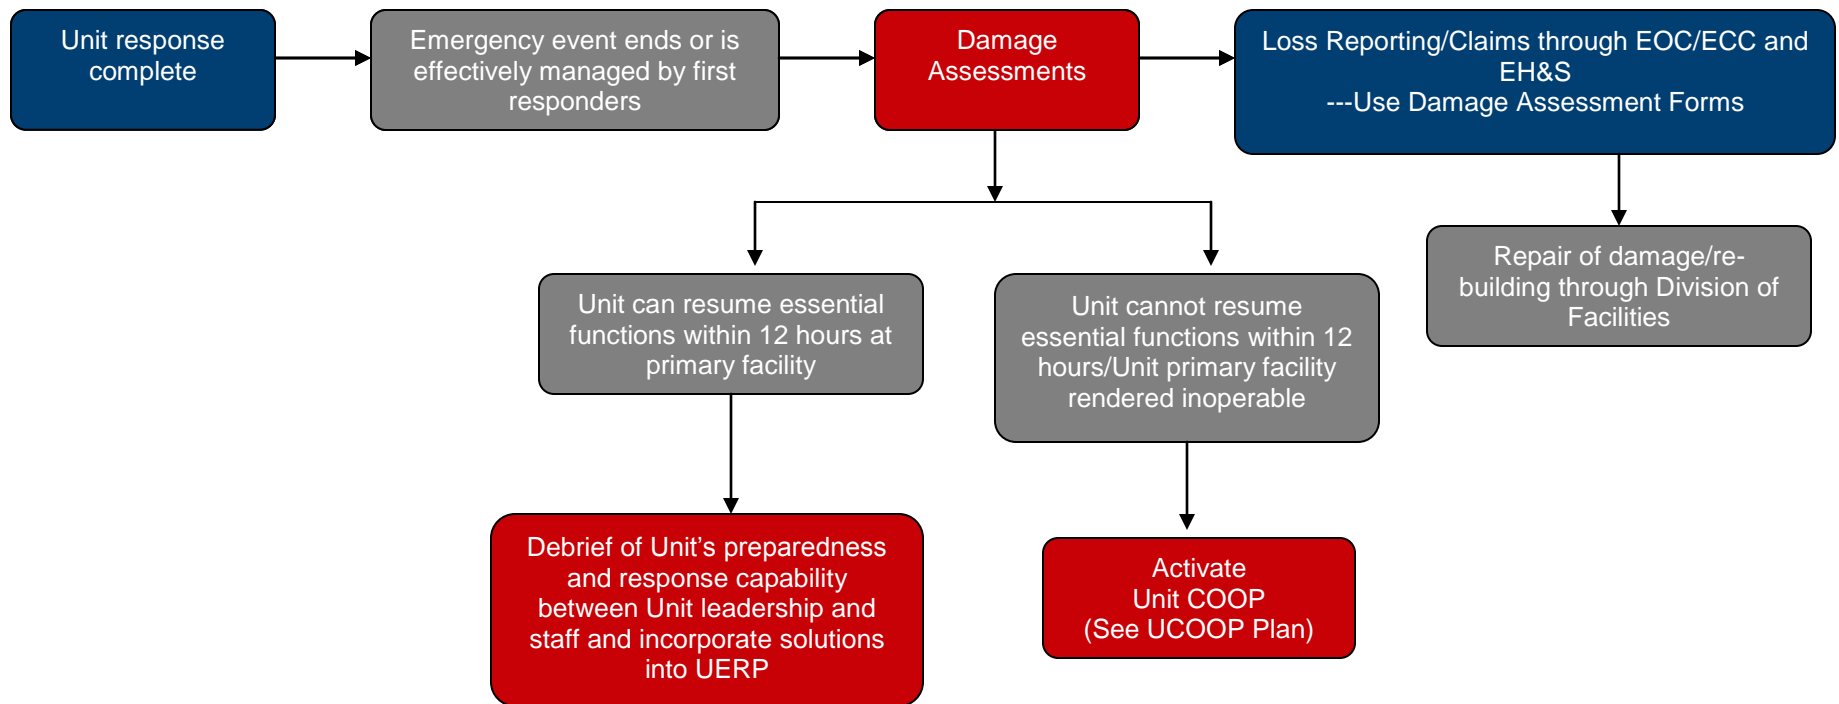 Unit response
complete
Emergency event ends or is
effectively managed by first
responders
Damage
Assessments
Loss Reporting/Claims through EOC/ECC and
EH&S
---Use Damage Assessment Forms
Unit can resume essential
functions within 12 hours at
primary facility
Unit cannot resume
essential functions within 12
hours/Unit primary facility
rendered inoperable
Repair of damage/re-
building through Division of
Facilities
Debrief of Unit’s preparedness
and response capability
between Unit leadership and
staff and incorporate solutions
into UERP
Activate
Unit COOP
(See UCOOP Plan)